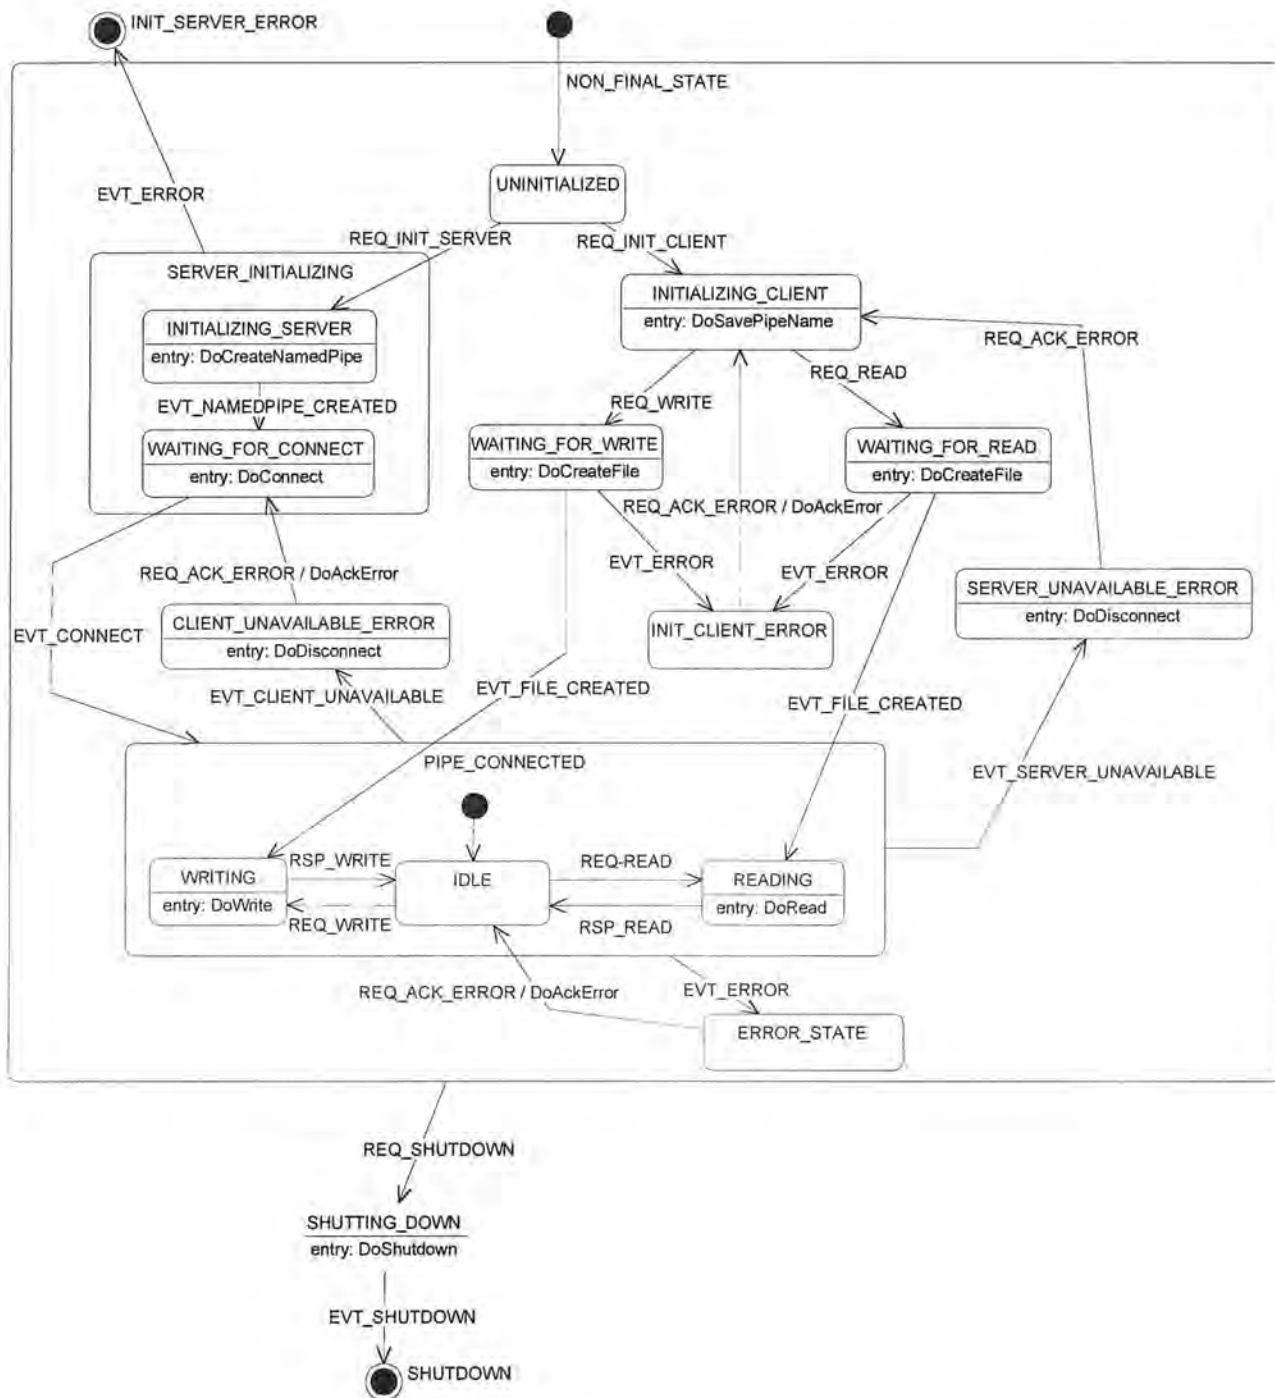 INIT_SERVER_ERROR
NON_FINAL_STATE
UNINITIALIZED
EVT_ERROR
REQ_INIT_SERVER
REQ_INIT_CLIENT
SERVER_INITIALIZING
INITIALIZING_CLIENT
entry: DoSavePipeName
INITIALIZING_SERVER
entry: DoCreateNamedPipe
REQ_ACK_ERROR
REQ_READ
EVT_NAMEDPIPE_CREATED
REQ_WRITE
WAITING_FOR_CONNECT
entry: DoConnect
WAITING_FOR_WRITE
entry: DoCreateFile
WAITING_FOR_READ
entry: DoCreateFile
REQ_ACK_ERROR / DoAckError
EVT_ERROR
EVT_ERROR
REQ_ACK_ERROR / DoAckError
SERVER_UNAVAILABLE_ERROR
entry: DoDisconnect
CLIENT_UNAVAILABLE_ERROR
entry: DoDisconnect
INIT_CLIENT_ERROR
EVT_CONNECT
EVT_CLIENT_UNAVAILABLE
EVT_FILE_CREATED
EVT_FILE_CREATED
PIPE_CONNECTED
EVT_SERVER_UNAVAILABLE
WRITING
entry: DoWrite
RSP_WRITE
REQ_WRITE
IDLE
REQ-READ
RSP_READ
READING
entry: DoRead
REQ_ACK_ERROR / DoAckError
EVT_ERROR
ERROR_STATE
REQ_SHUTDOWN
SHUTTING_DOWN
entry: DoShutdown
EVT_SHUTDOWN
SHUTDOWN